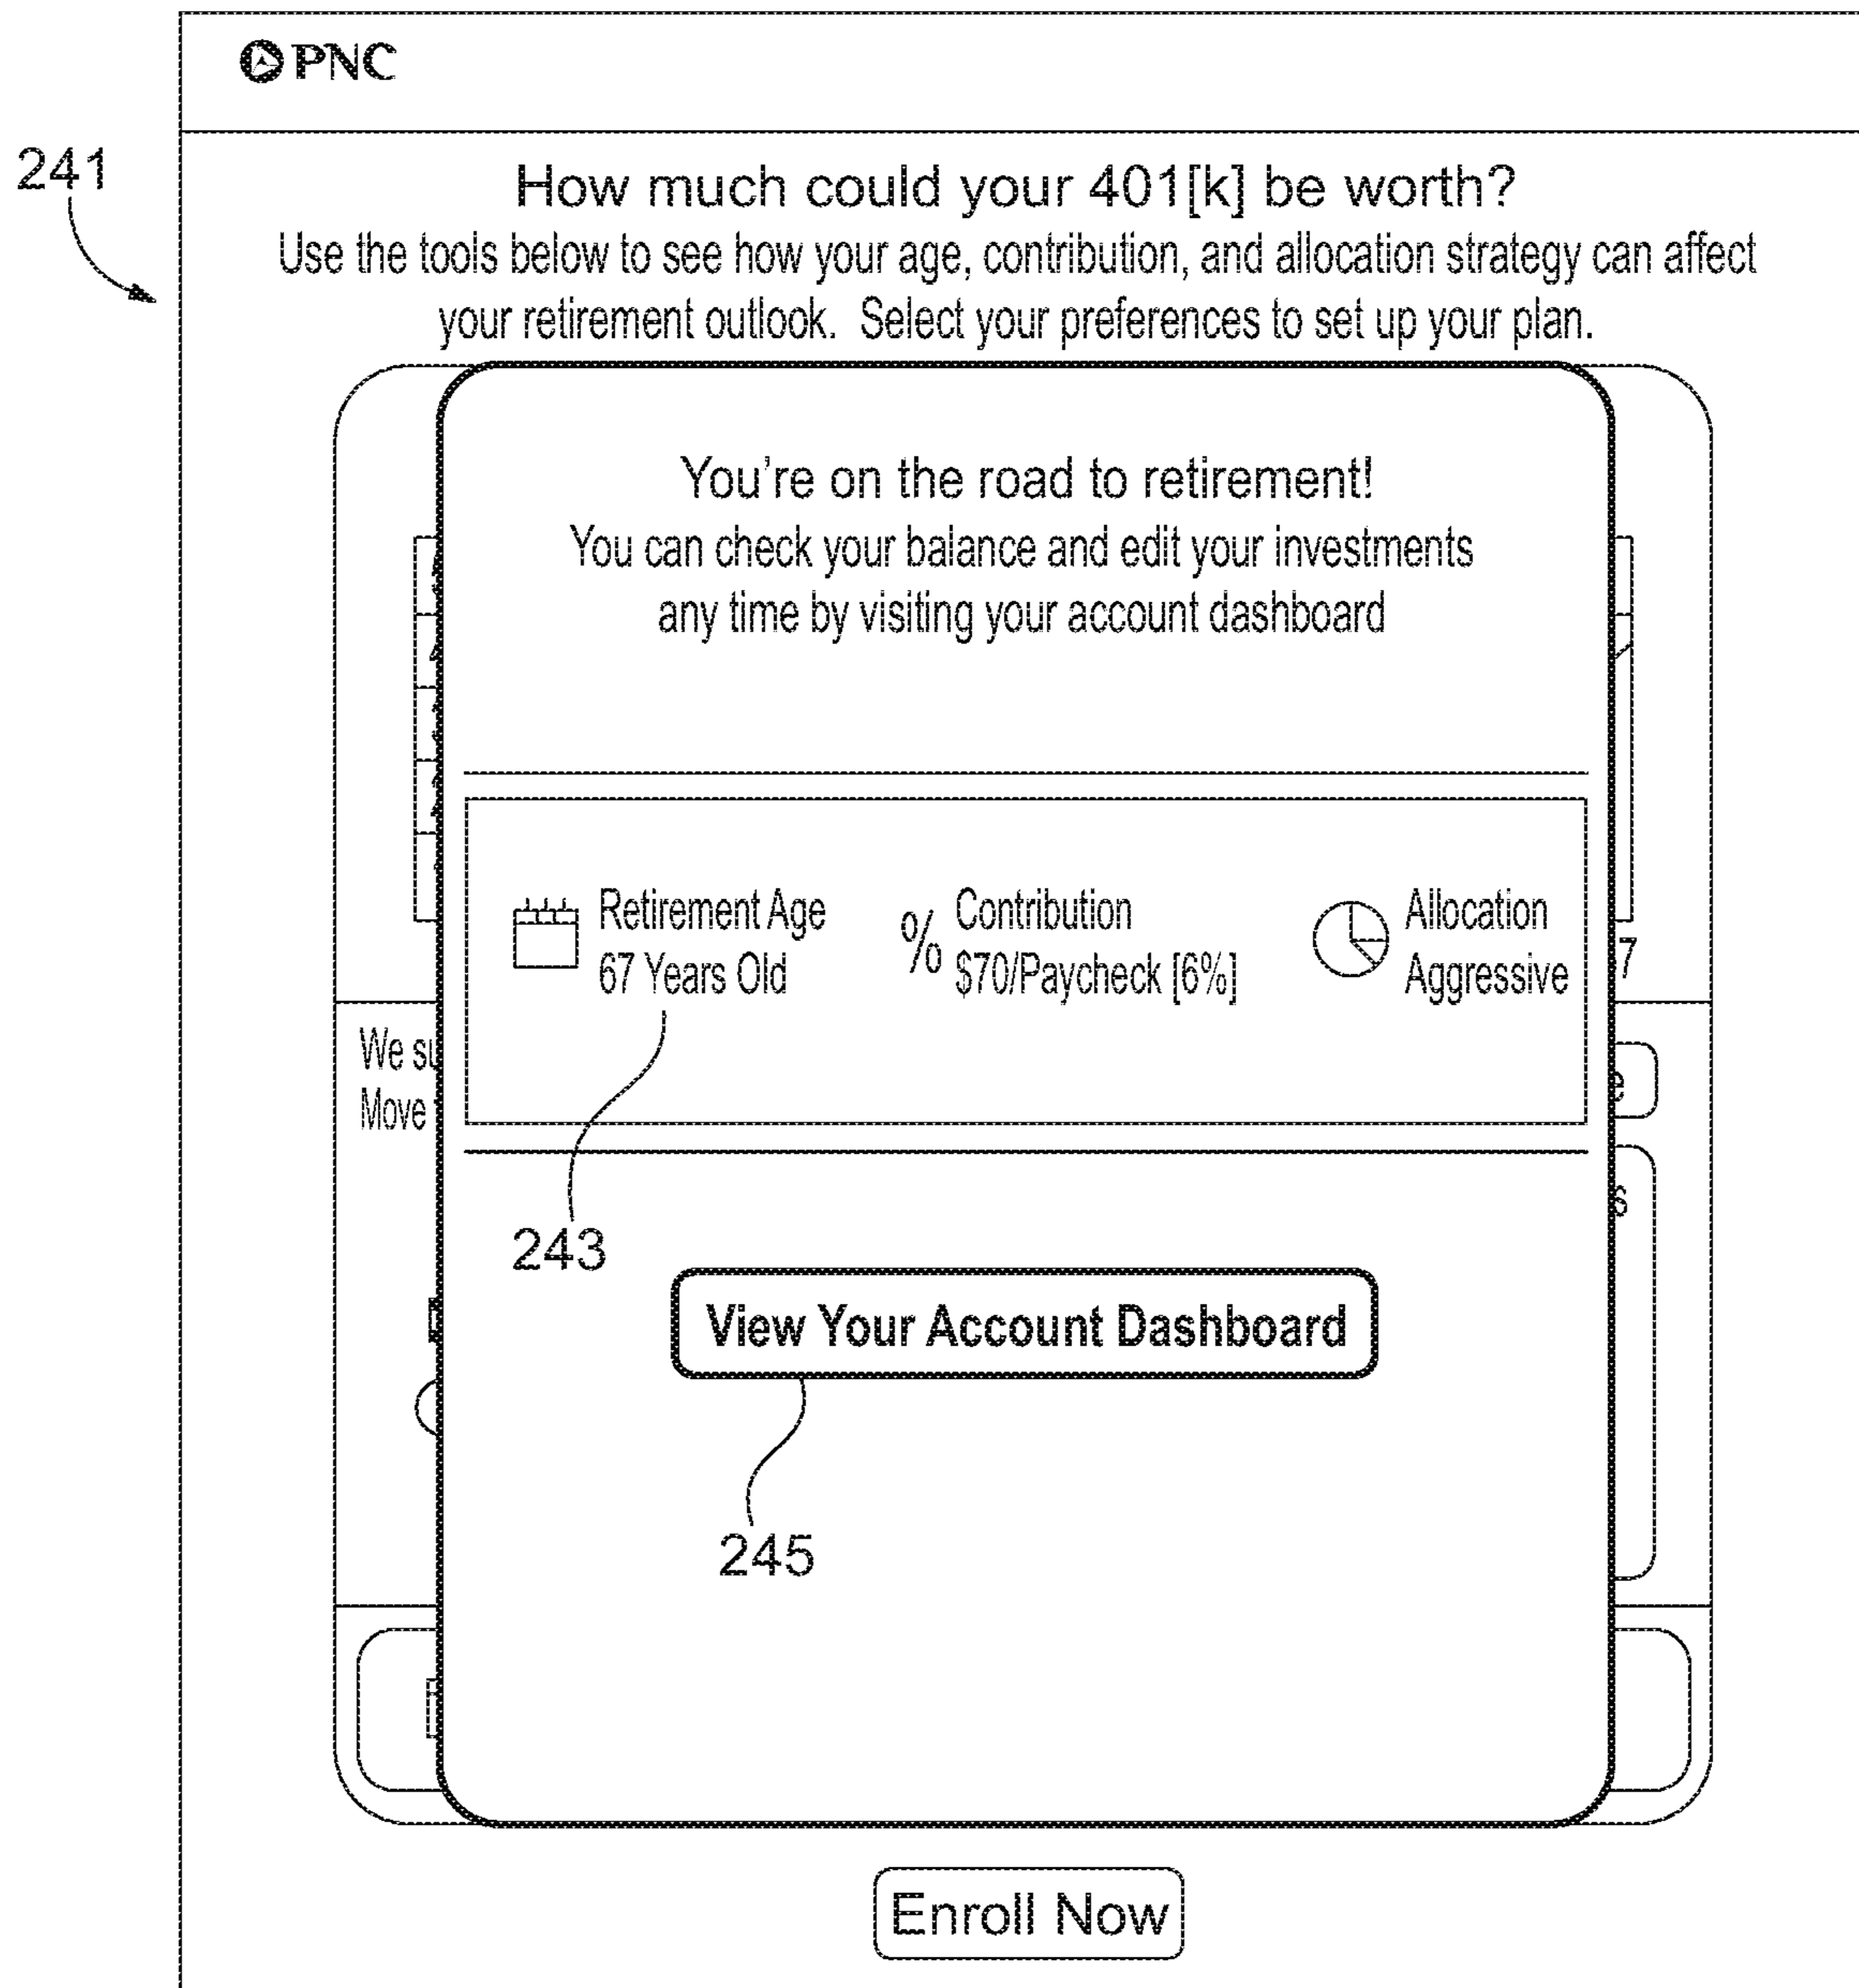 PNC
241
How much could your 401[k] be worth?
Use the tools below to see how your age, contribution, and allocation strategy can affect
your retirement outlook.  Select your preferences to set up your plan.
You're on the road to retirement!
You can check your balance and edit your investments
any time by visiting your account dashboard
Retirement Age
67 Years Old
% Contribution
$70/Paycheck [6%]
Allocation
Aggressive
7
We
Move
243
View Your Account Dashboard
245
Enroll Now